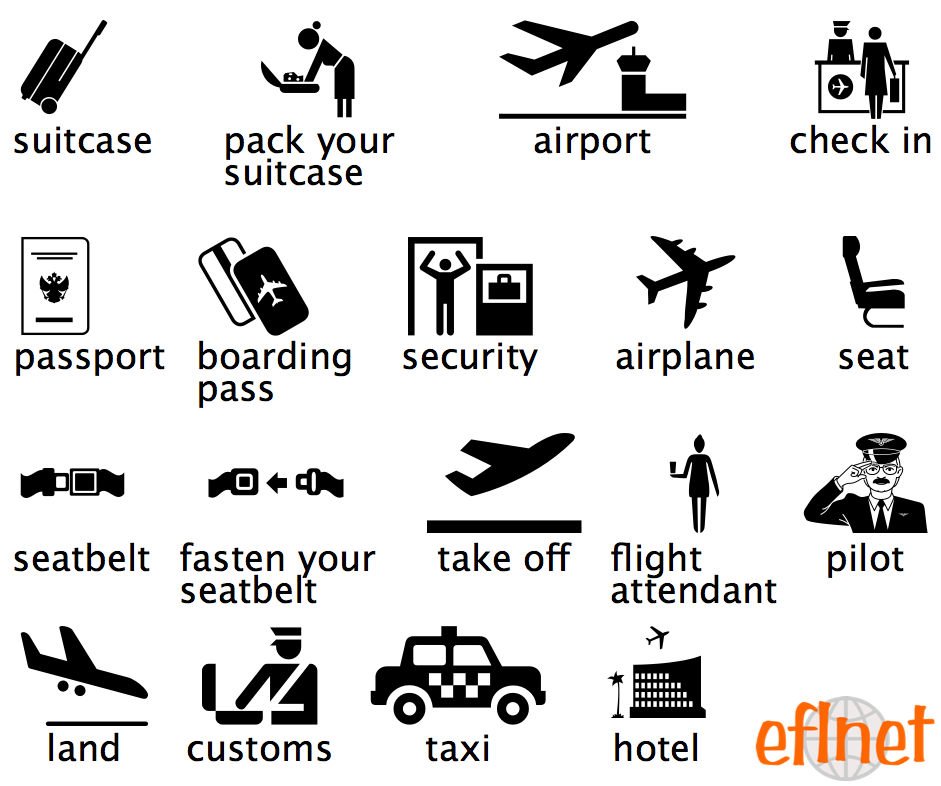 suitcase
pack your
suitcase
airport
check in
passport
boarding
pass
security
airplane
seat
seatbelt
fasten your
seatbelt
take off
flight
attendant
pilot
land
customs
taxi
hotel
eflnet